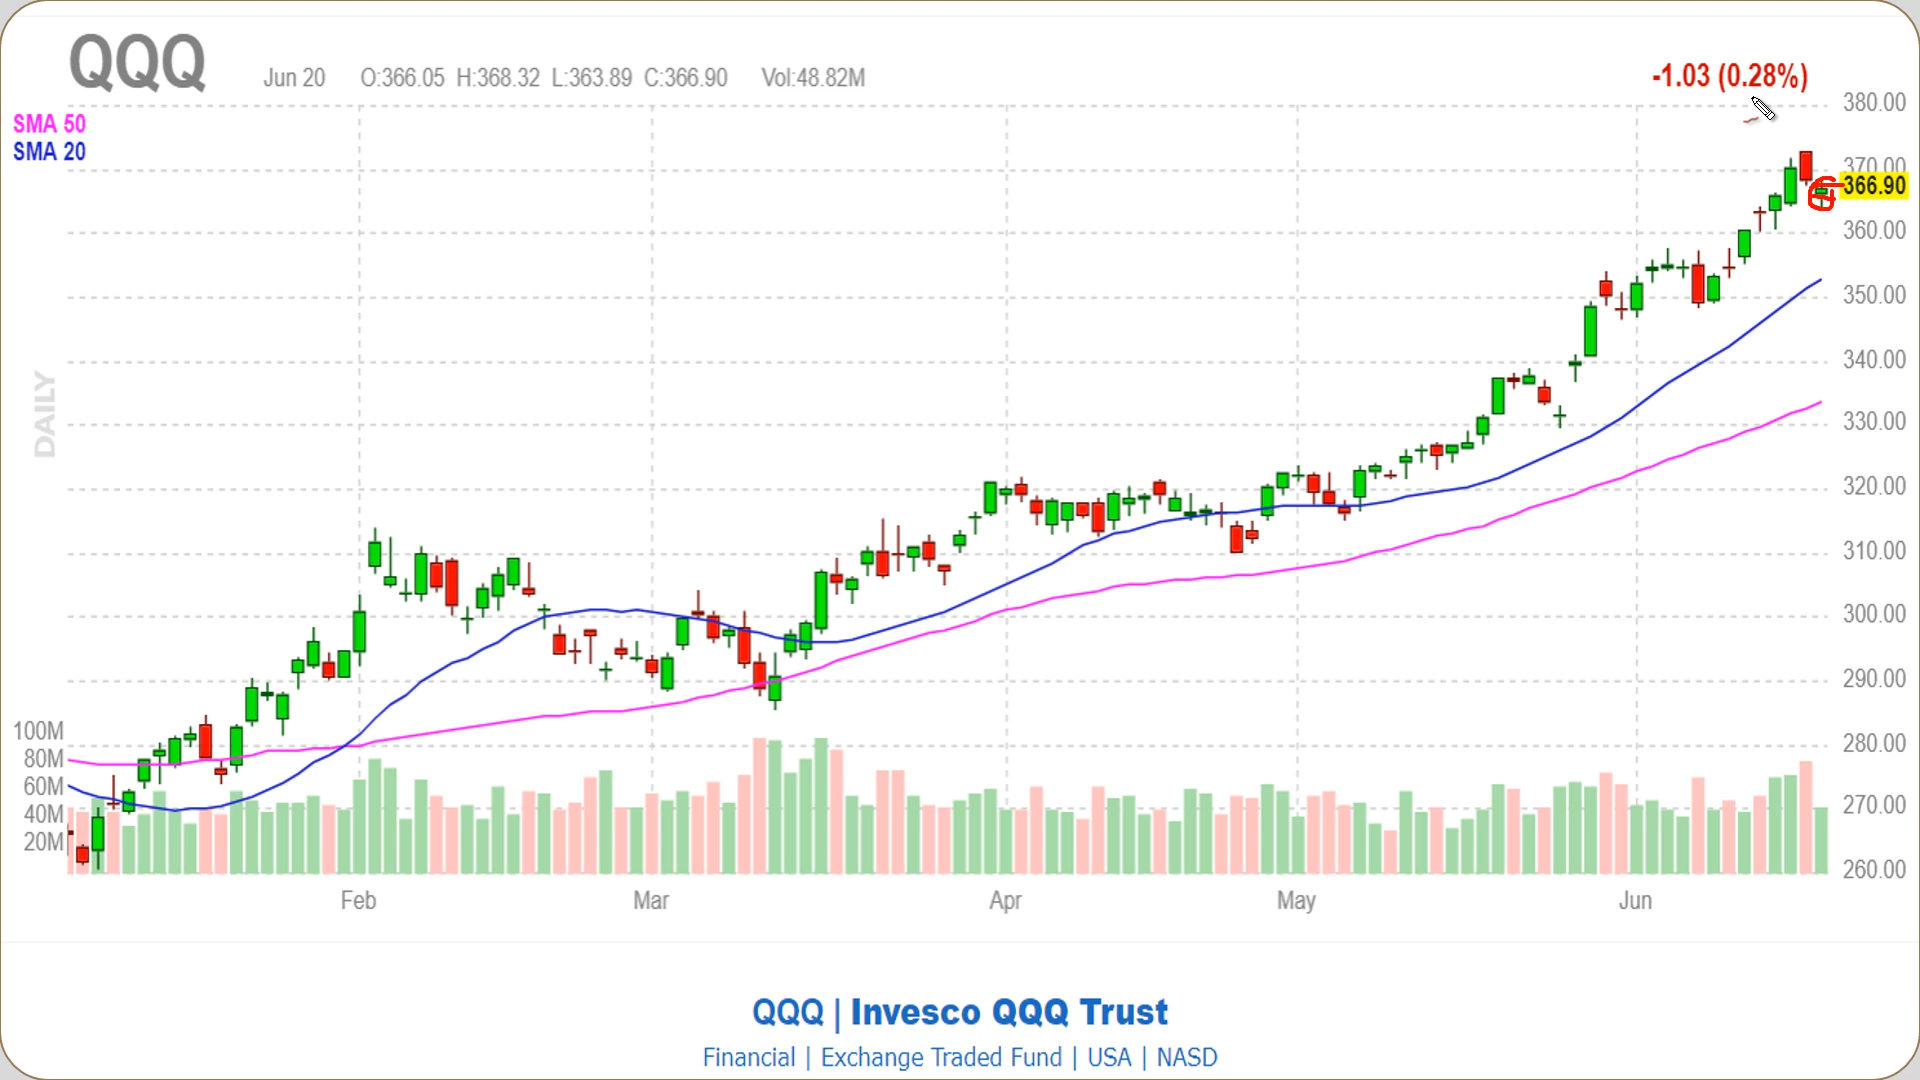 QQQ Jun 20 O:366.05 H:368.32 L:363.89 C:366.90 Vol:48.82M -1.03 (0.28%)
SMA 50
SMA 20
DAILY
380.00
370.00
366.90
360.00
350.00
340.00
330.00
320.00
310.00
300.00
290.00
280.00
270.00
260.00
100M
80M
60M
40M
20M
Feb Mar Apr May Jun
QQQ | Invesco QQQ Trust
Financial | Exchange Traded Fund | USA | NASD